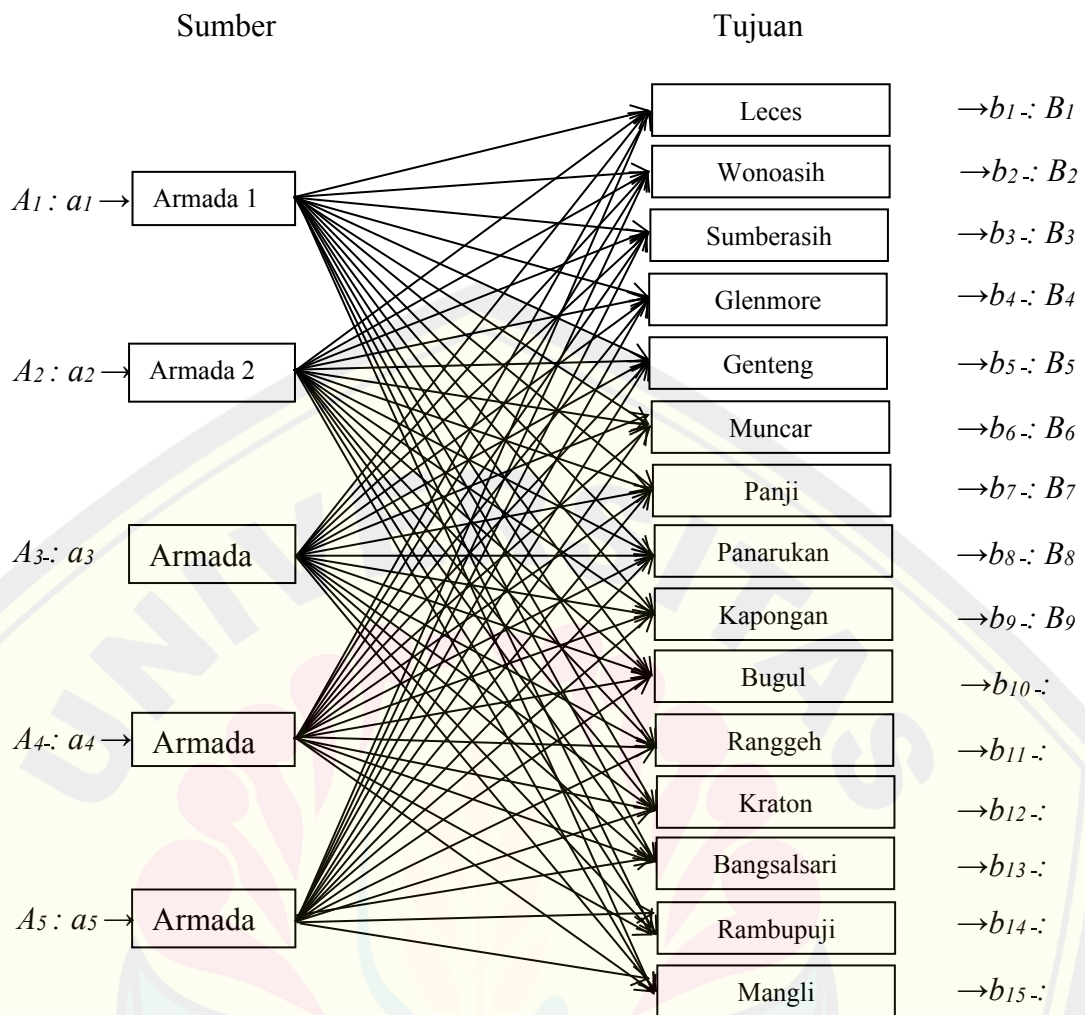 Sumber Tujuan
Leces →b1 -: B1
Wonoasih →b2 -: B2
A1 : a1 → Armada 1
Sumberasih →b3 -: B3
Glenmore →b4 -: B4
A2 : a2 → Armada 2 Genteng →b5 -: B5
Muncar →b6 -: B6
Panji →b7 -: B7
A3-: a3 Armada Panarukan →b8 -: B8
Kapongan →b9 -: B9
Bugul →b10 -:
A4-: a4 → Armada Ranggeh →b11 -:
Kraton →b12 -:
Bangsalsari →b13 -:
A5 : a5 → Armada Rambupuji →b14 -:
Mangli →b15 -:
UNIVERSITAS